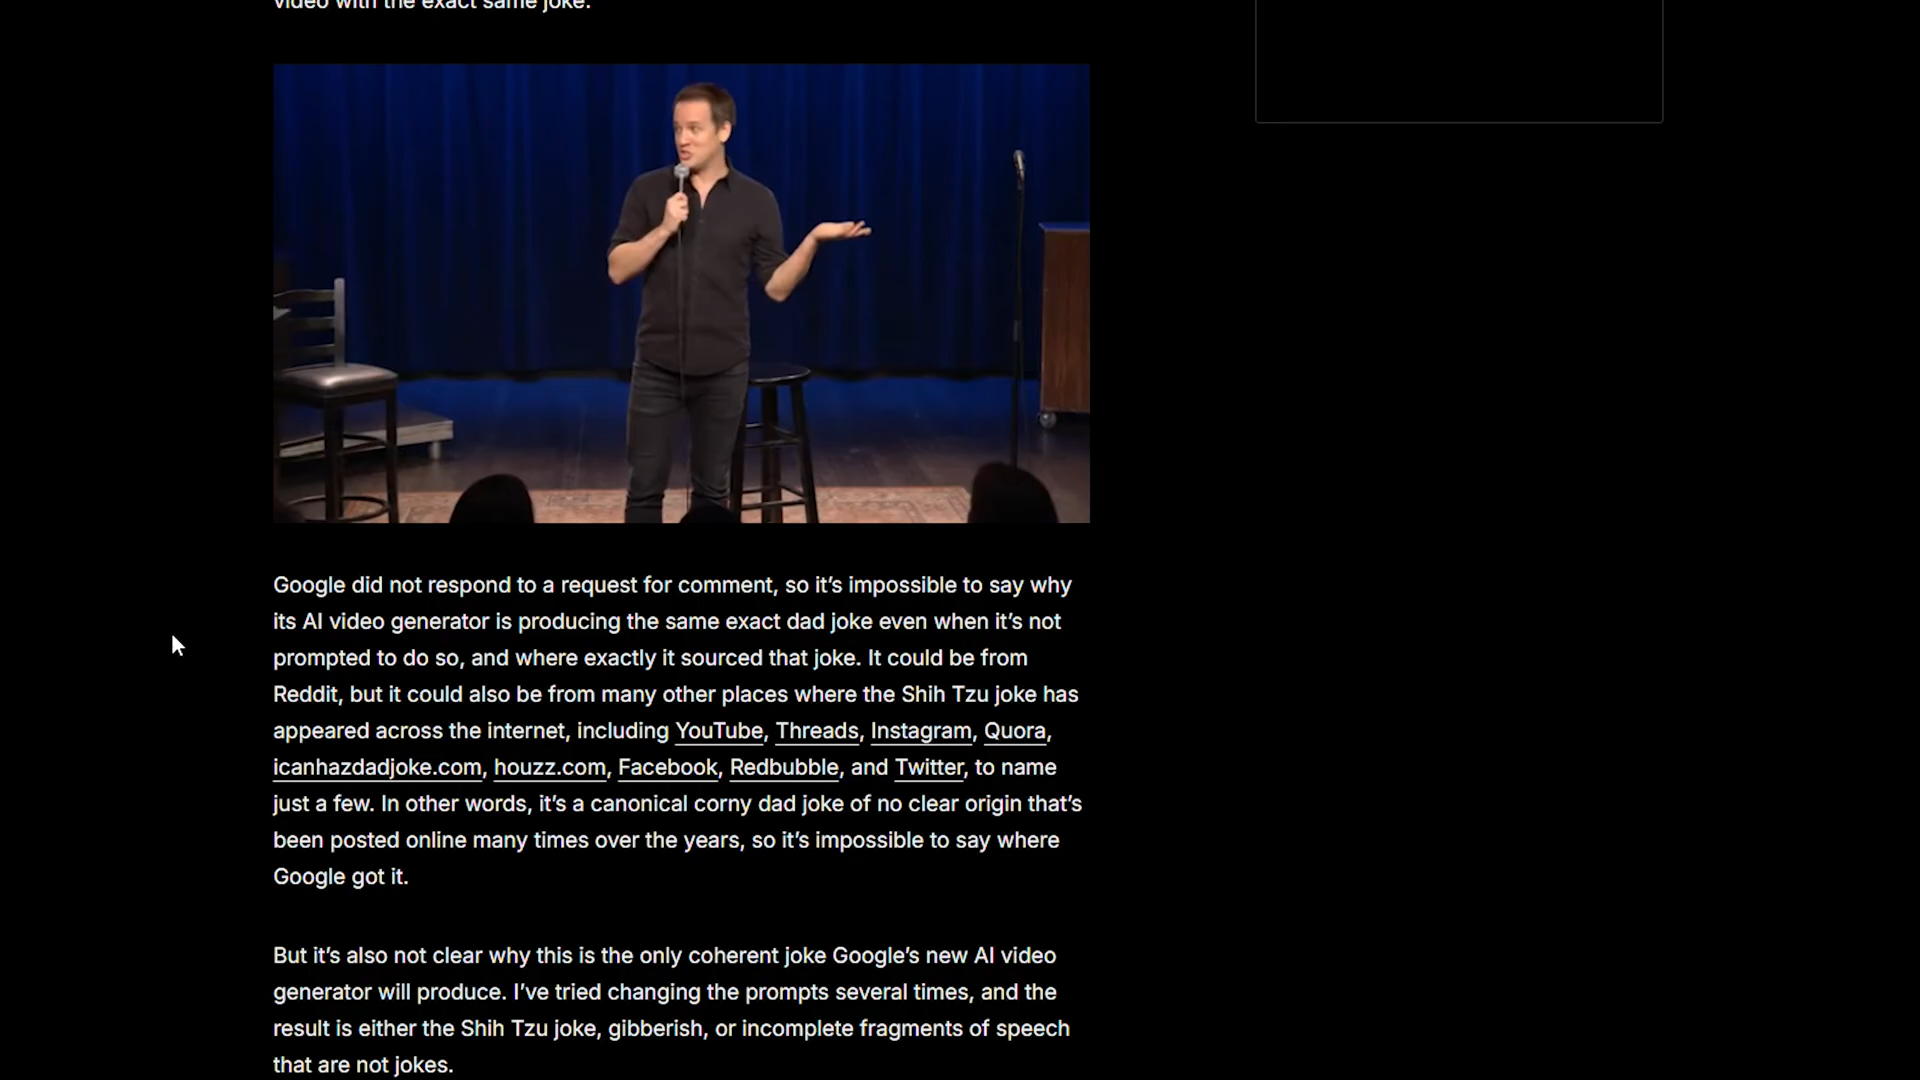 video with the exact same joke.
Google did not respond to a request for comment, so it’s impossible to say why
its AI video generator is producing the same exact dad joke even when it’s not
prompted to do so, and where exactly it sourced that joke. It could be from
Reddit, but it could also be from many other places where the Shih Tzu joke has
appeared across the internet, including YouTube, Threads, Instagram, Quora,
icanhazdadjoke.com, houzz.com, Facebook, Redbubble, and Twitter, to name
just a few. In other words, it’s a canonical corny dad joke of no clear origin that’s
been posted online many times over the years, so it’s impossible to say where
Google got it.
But it’s also not clear why this is the only coherent joke Google’s new AI video
generator will produce. I’ve tried changing the prompts several times, and the
result is either the Shih Tzu joke, gibberish, or incomplete fragments of speech
that are not jokes.